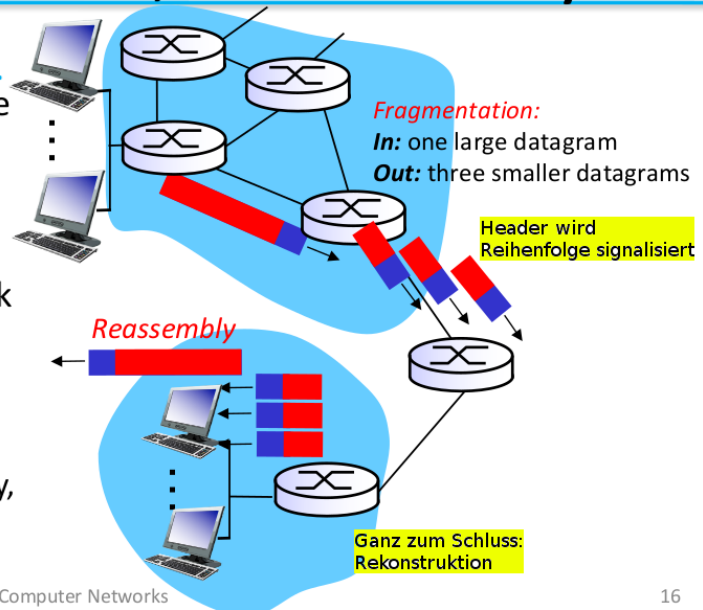 e
Fragmentation:
In: one large datagram
Out: three smaller datagrams
Header wird
Reihenfolge signalisiert
k
Reassembly
y,
Ganz zum Schluss:
Rekonstruktion
Computer Networks
16